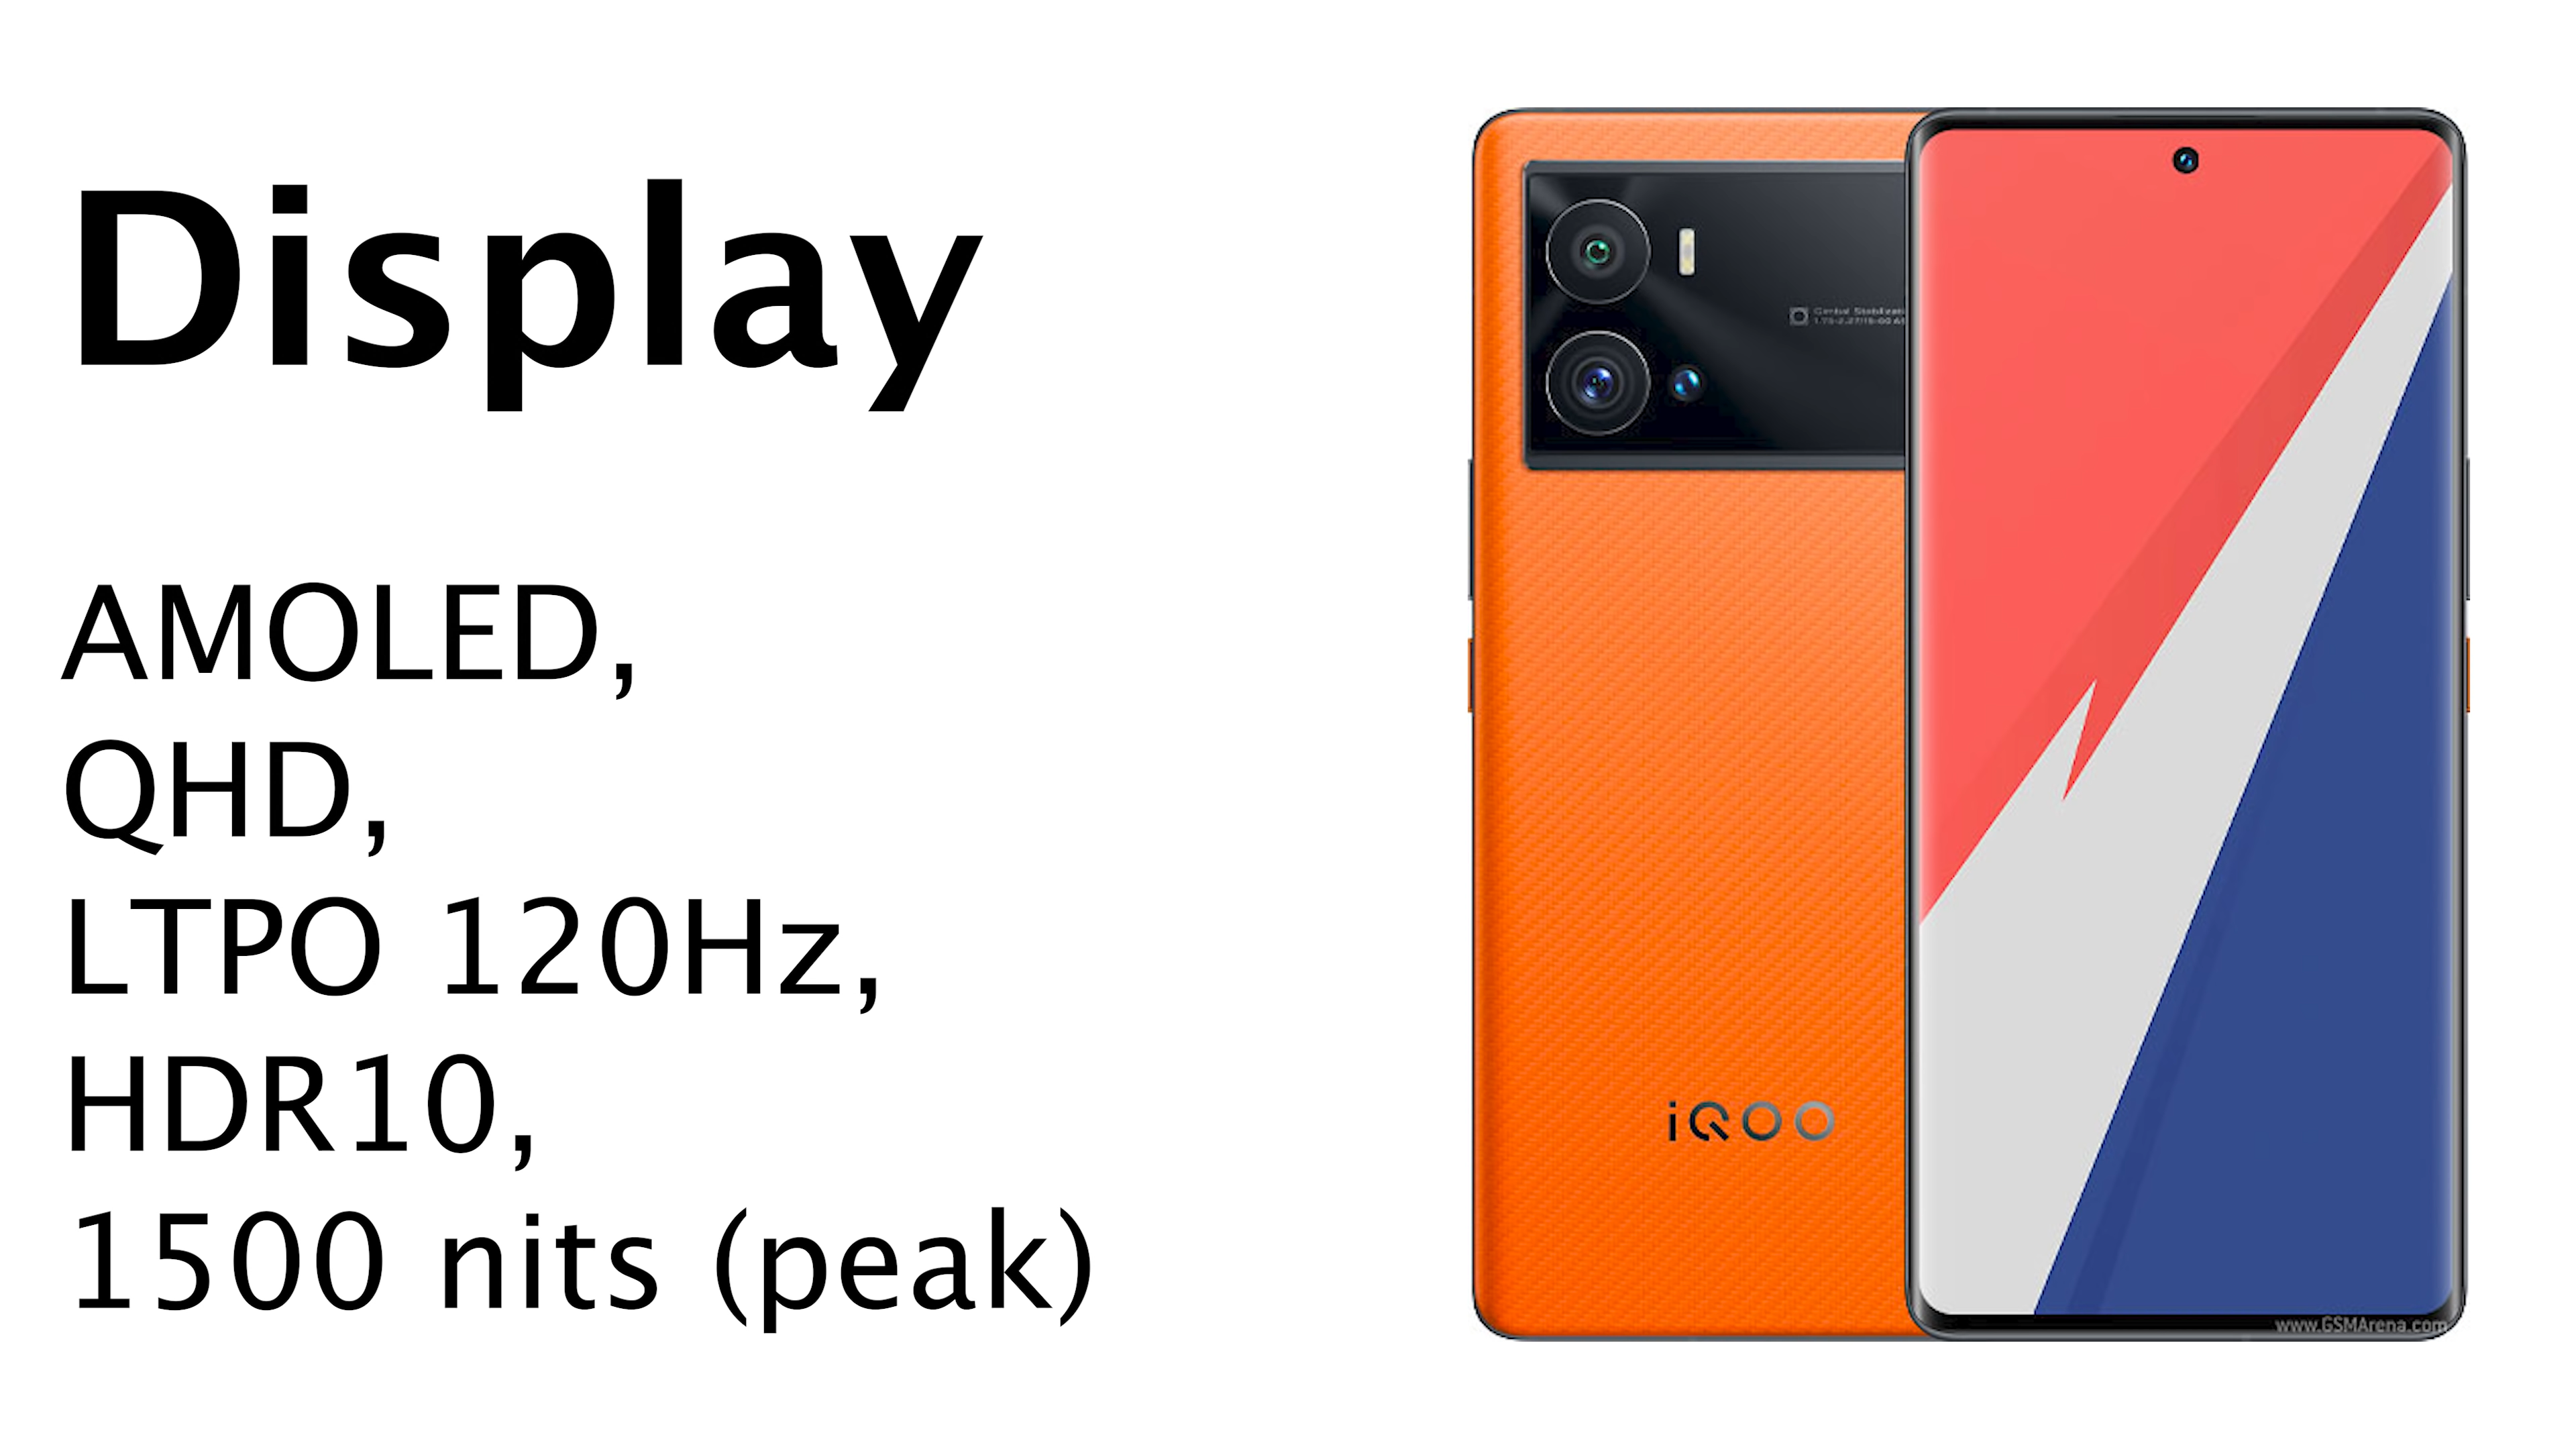 Display
AMOLED,
QHD,
LTPO 120Hz,
HDR10,
1500 nits (peak)
iQOO
www.GSMArena.com